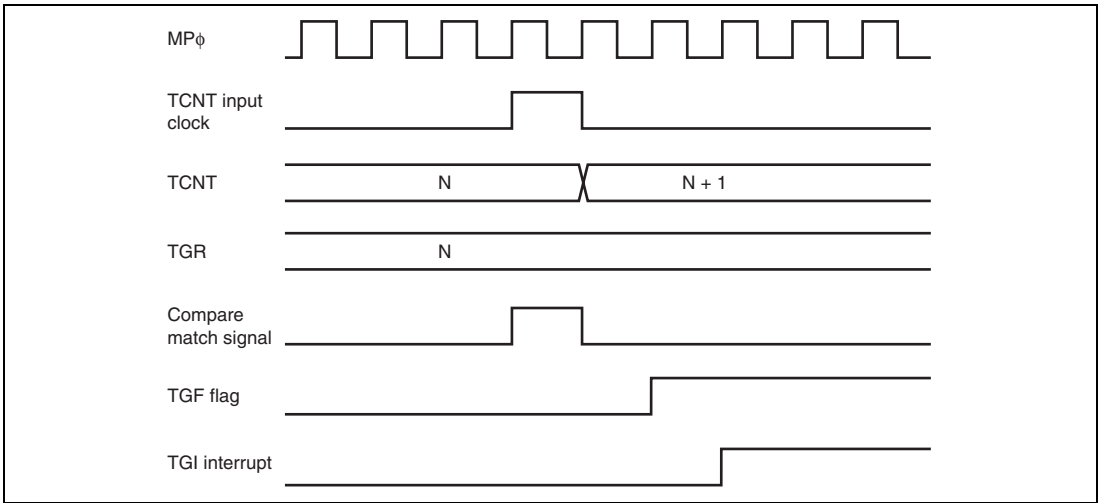 MPϕ
TCNT input
clock
TCNT
N
N + 1
TGR
N
Compare
match signal
TGF flag
TGI interrupt